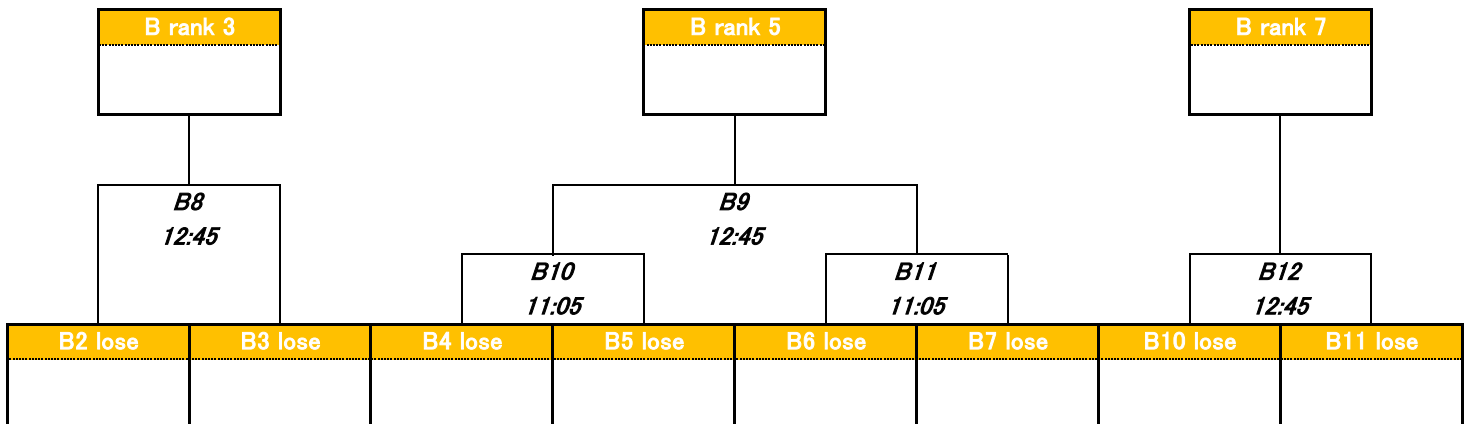 B rank 3
B rank 5
B rank 7
B8
12:45
B9
12:45
B10
11:05
B11
11:05
B12
12:45
B2 lose
B3 lose
B4 lose
B5 lose
B6 lose
B7 lose
B10 lose
B11 lose